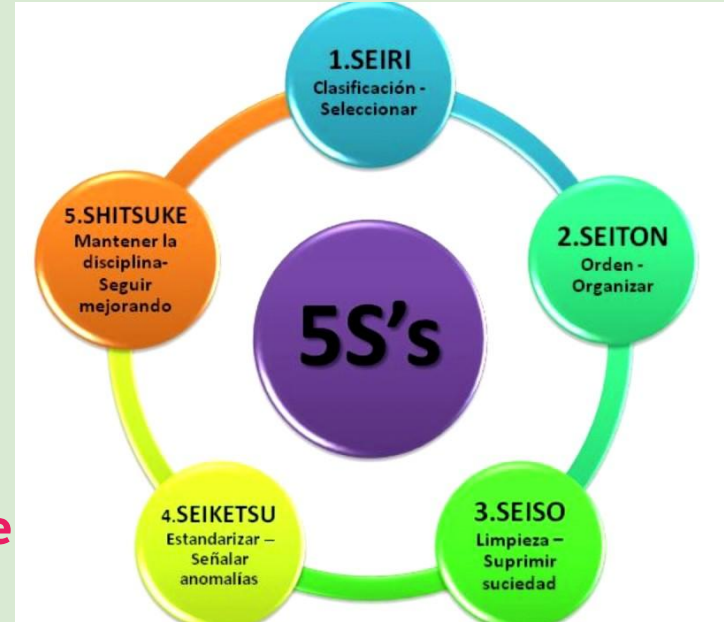 1.SEIRI
Clasificación -
Seleccionar
2.SEITON
Orden -
Organizar
3.SEISO
Limpieza –
Suprimir
suciedad
4.SEIKETSU
Estandarizar –
Señalar
anomalías
5.SHITSUKE
Mantener la
disciplina-
Seguir
mejorando
5S’s
e